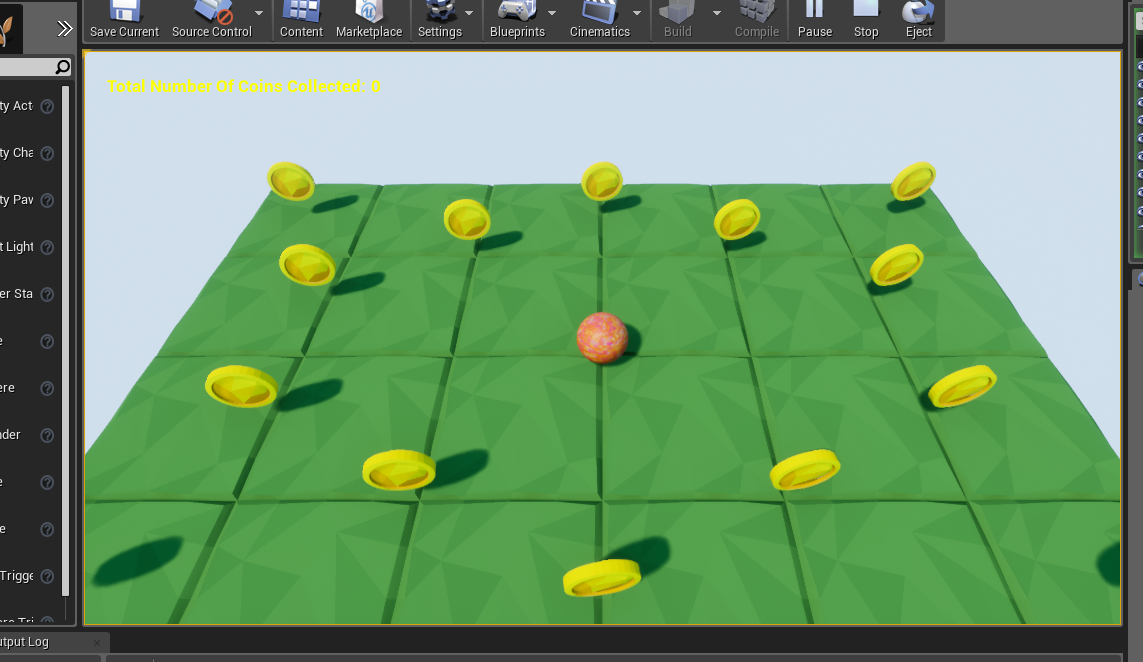 Save Current Source Control Content Marketplace Settings Blueprints Cinematics Build Compile Pause Stop Eject
Total Number Of Coins Collected: 0
ty Act
ty Cha
ty Pav
t Light
er Sta
e
ere
nder
e
e
Trigge
utput Log